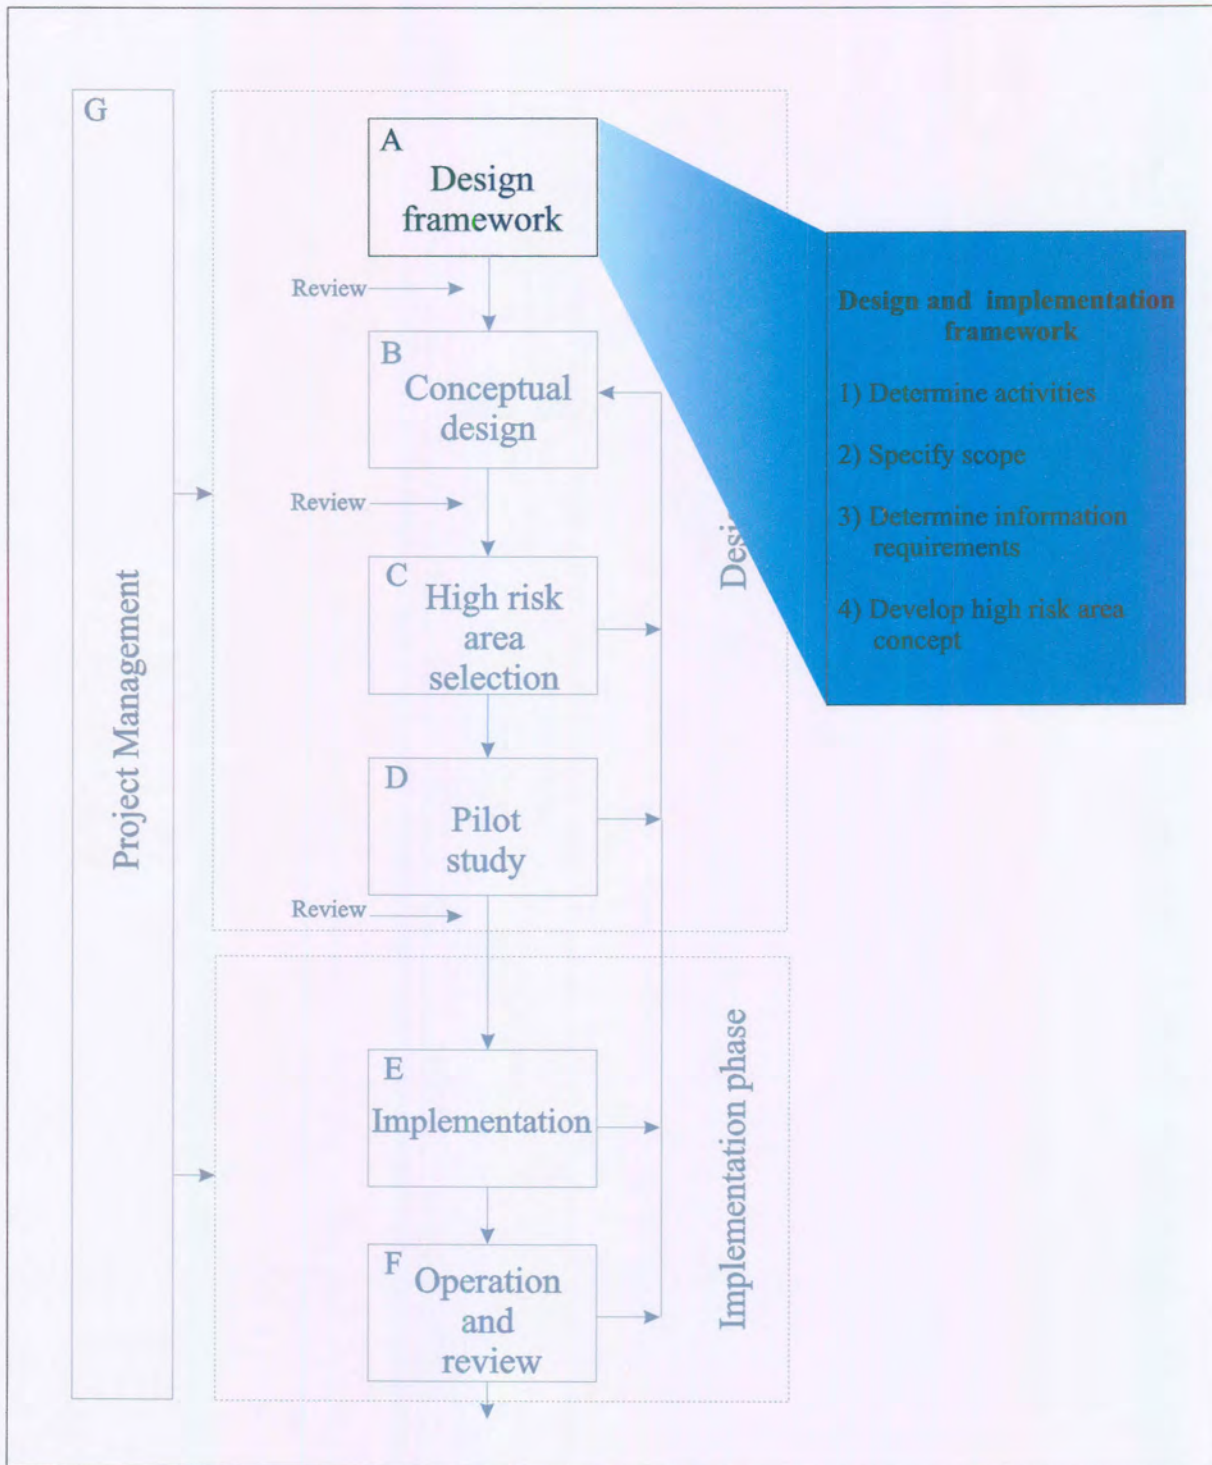 G
Project Management
A
Design
framework
Review
B
Conceptual
design
Review
C
High risk
area
selection
D
Pilot
study
Review
E
Implementation
F
Operation
and
review
Implementation phase
Design and implementation
framework
1) Determine activities
2) Specify scope
3) Determine information
requirements
4) Develop high risk area
concept